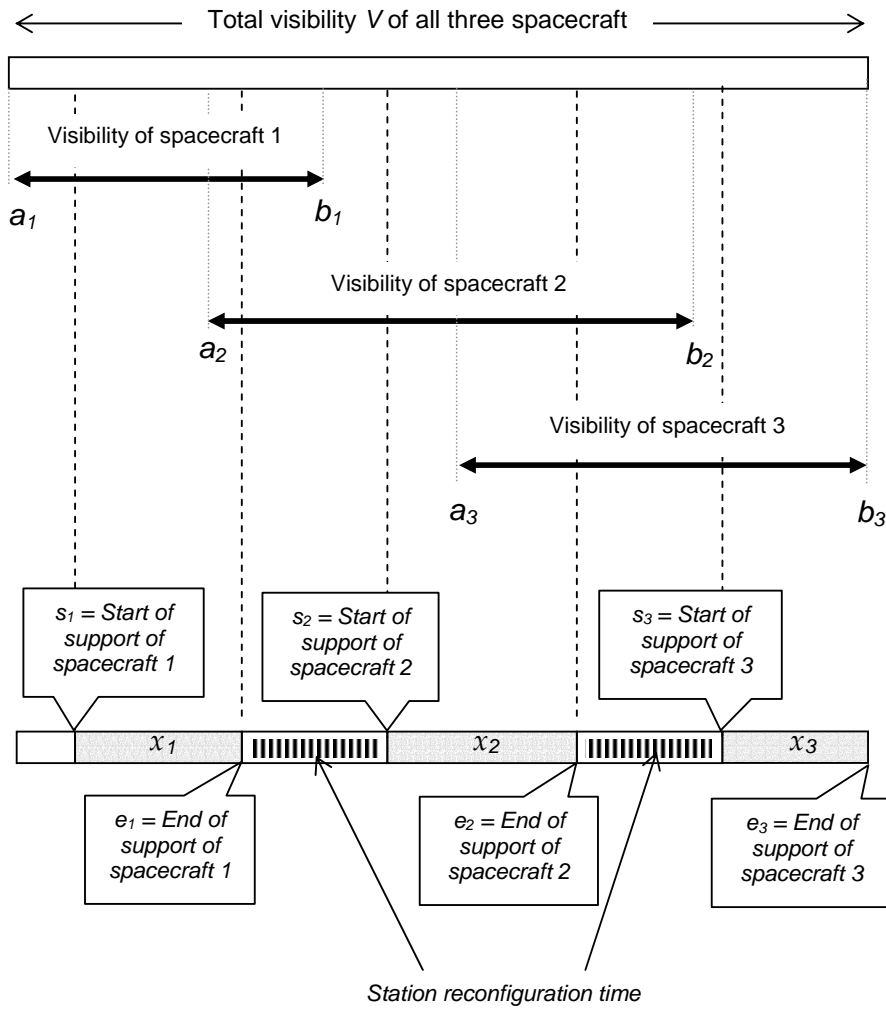 Total visibility V of all three spacecraft
Visibility of spacecraft 1
a1
b1
Visibility of spacecraft 2
a2
b2
Visibility of spacecraft 3
a3
b3
s1 = Start of
support of
spacecraft 1
s2 = Start of
support of
spacecraft 2
s3 = Start of
support of
spacecraft 3
x1
x2
x3
e1 = End of
support of
spacecraft 1
e2 = End of
support of
spacecraft 2
e3 = End of
support of
spacecraft 3
Station reconfiguration time